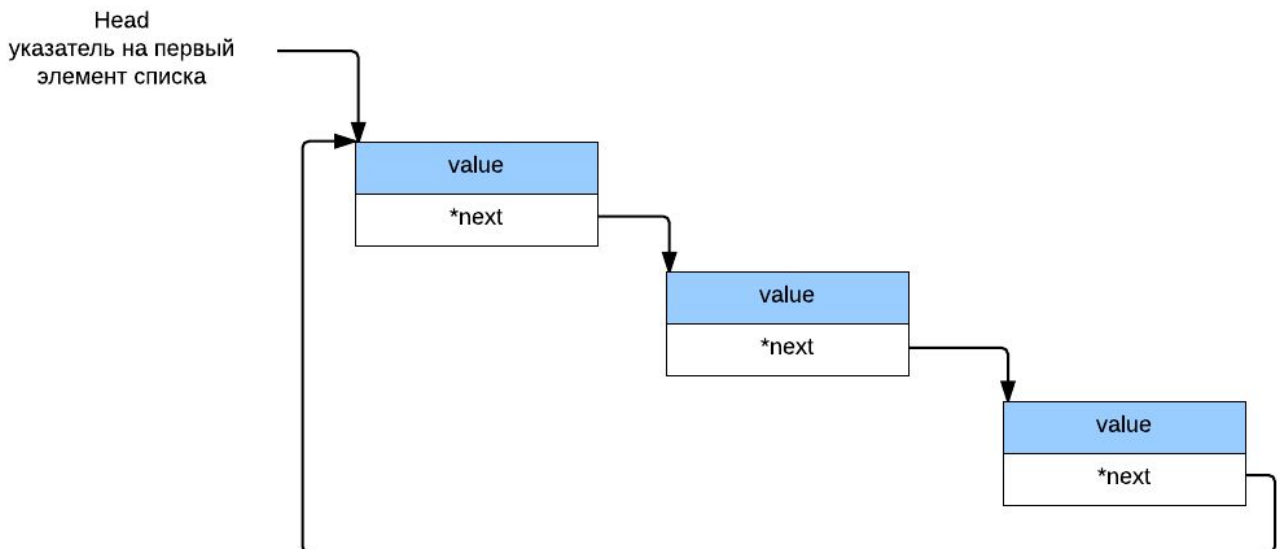 Head
указатель на первый
элемент списка
value
*next
value
*next
value
*next